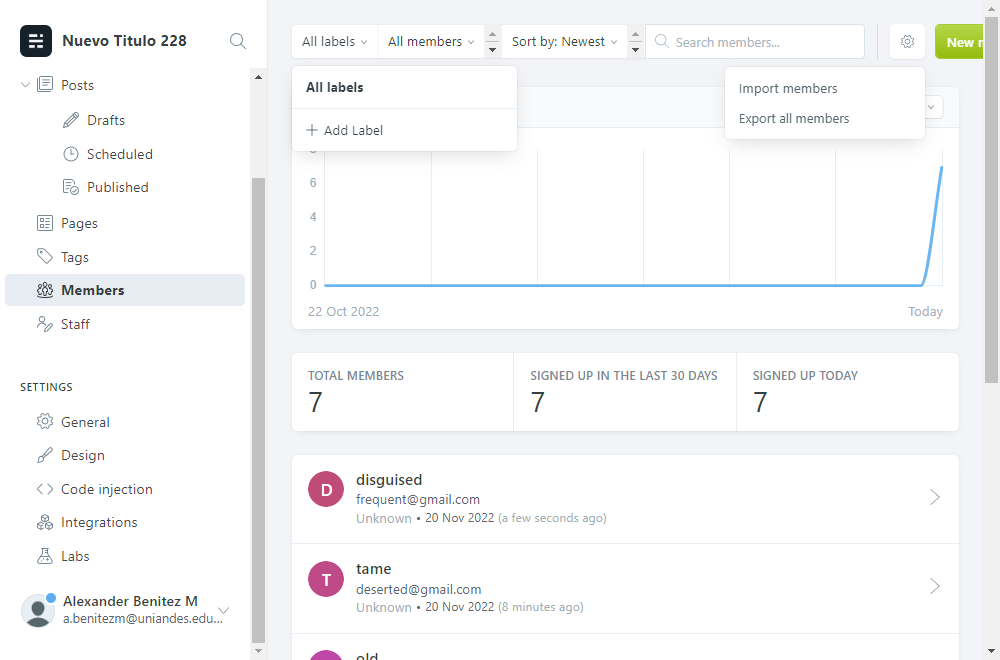 Nuevo Titulo 228
Posts
Drafts
Scheduled
Published
Pages
Tags
Members
Staff
SETTINGS
General
Design
Code injection
Integrations
Labs
Alexander Benitez M
a.benitezm@uniandes.edu...
All labels
All members
Sort by: Newest
Search members...
New m
All labels
Add Label
Import members
Export all members
6
4
2
0
22 Oct 2022
Today
TOTAL MEMBERS
7
SIGNED UP IN THE LAST 30 DAYS
7
SIGNED UP TODAY
7
D
disguised
frequent@gmail.com
Unknown • 20 Nov 2022 (a few seconds ago)
T
tame
deserted@gmail.com
Unknown • 20 Nov 2022 (8 minutes ago)
old